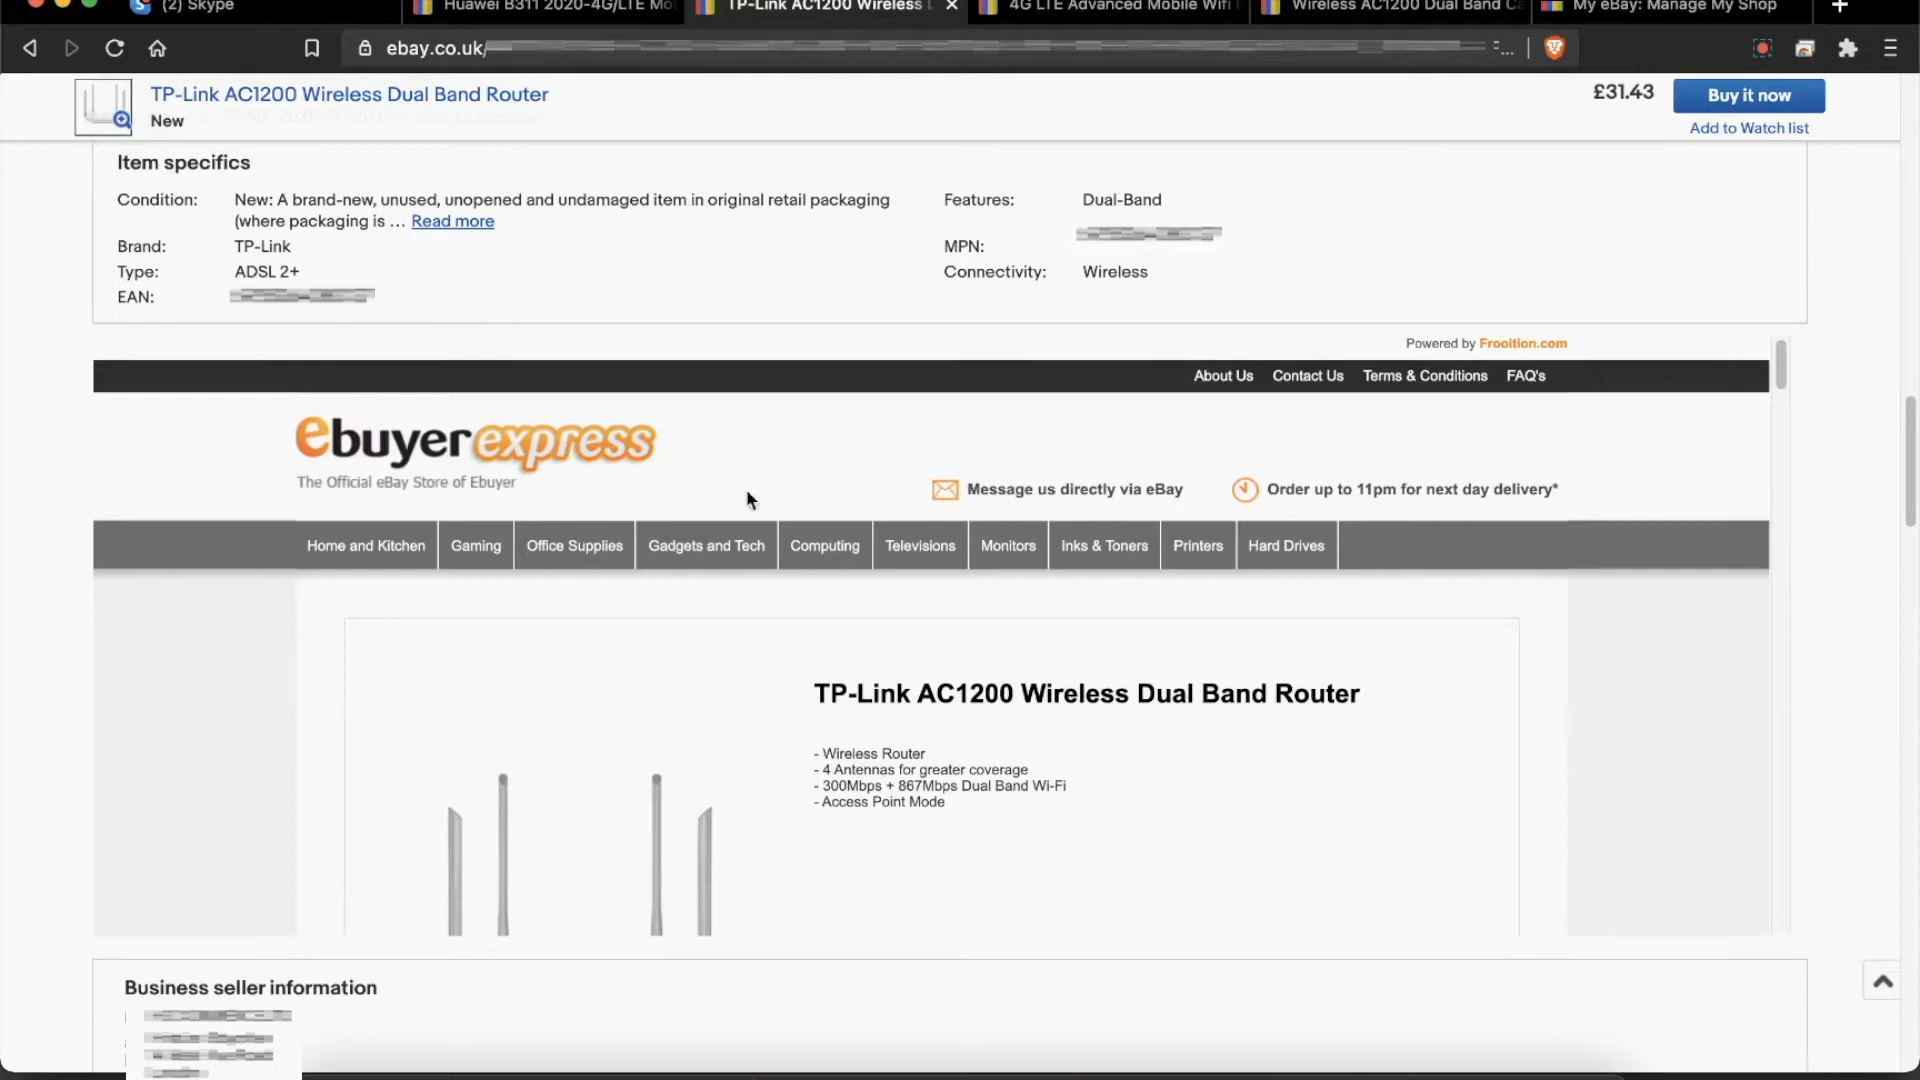 (2) Skype
Huawei B311 2020-4G/LTE Mo
TP-Link AC1200 Wireless
4G LTE Advanced Mobile Wifi
Wireless AC1200 Dual Band Ca
My eBay: Manage My Shop
ebay.co.uk/
TP-Link AC1200 Wireless Dual Band Router
New
£31.43
Buy it now
Add to Watch list
Item specifics
Condition:
New: A brand-new, unused, unopened and undamaged item in original retail packaging
(where packaging is ... Read more
Brand:
TP-Link
Type:
ADSL 2+
EAN:
Features:
Dual-Band
MPN:
Connectivity:
Wireless
Powered by Frooition.com
About Us
Contact Us
Terms & Conditions
FAQ's
ebuyer express
The Official eBay Store of Ebuyer
Message us directly via eBay
Order up to 11pm for next day delivery*
Home and Kitchen
Gaming
Office Supplies
Gadgets and Tech
Computing
Televisions
Monitors
Inks & Toners
Printers
Hard Drives
TP-Link AC1200 Wireless Dual Band Router
- Wireless Router
- 4 Antennas for greater coverage
- 300Mbps + 867Mbps Dual Band Wi-Fi
- Access Point Mode
Business seller information